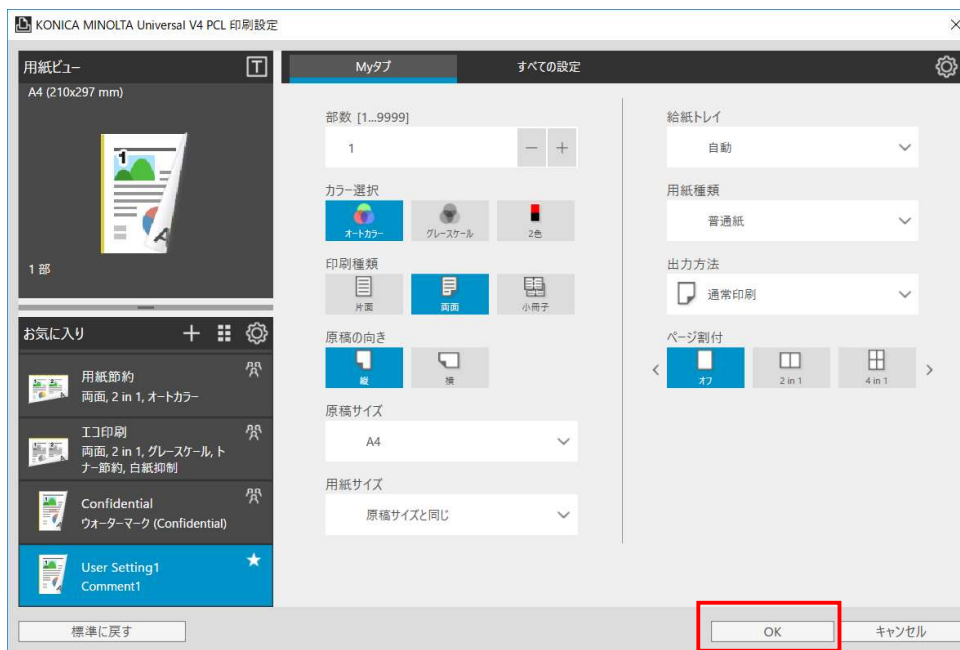 KONICA MINOLTA Universal V4 PCL 印刷設定
用紙ビュー
T
A4 (210x297 mm)
1
1 部
お気に入り
用紙節約
両面, 2 in 1, オートカラー
エコ印刷
両面, 2 in 1, グレースケール, ト
ナー節約, 白紙抑制
Confidential
ウォーターマーク (Confidential)
User Setting1
Comment1
標準に戻す
Myタブ
すべての設定
部数 [1...9999]
1
カラー選択
オートカラー
グレースケール
2色
印刷種類
片面
両面
小冊子
原稿の向き
縦
横
原稿サイズ
A4
用紙サイズ
原稿サイズと同じ
給紙トレイ
自動
用紙種類
普通紙
出力方法
通常印刷
ページ割付
オフ
2 in 1
4 in 1
OK
キャンセル